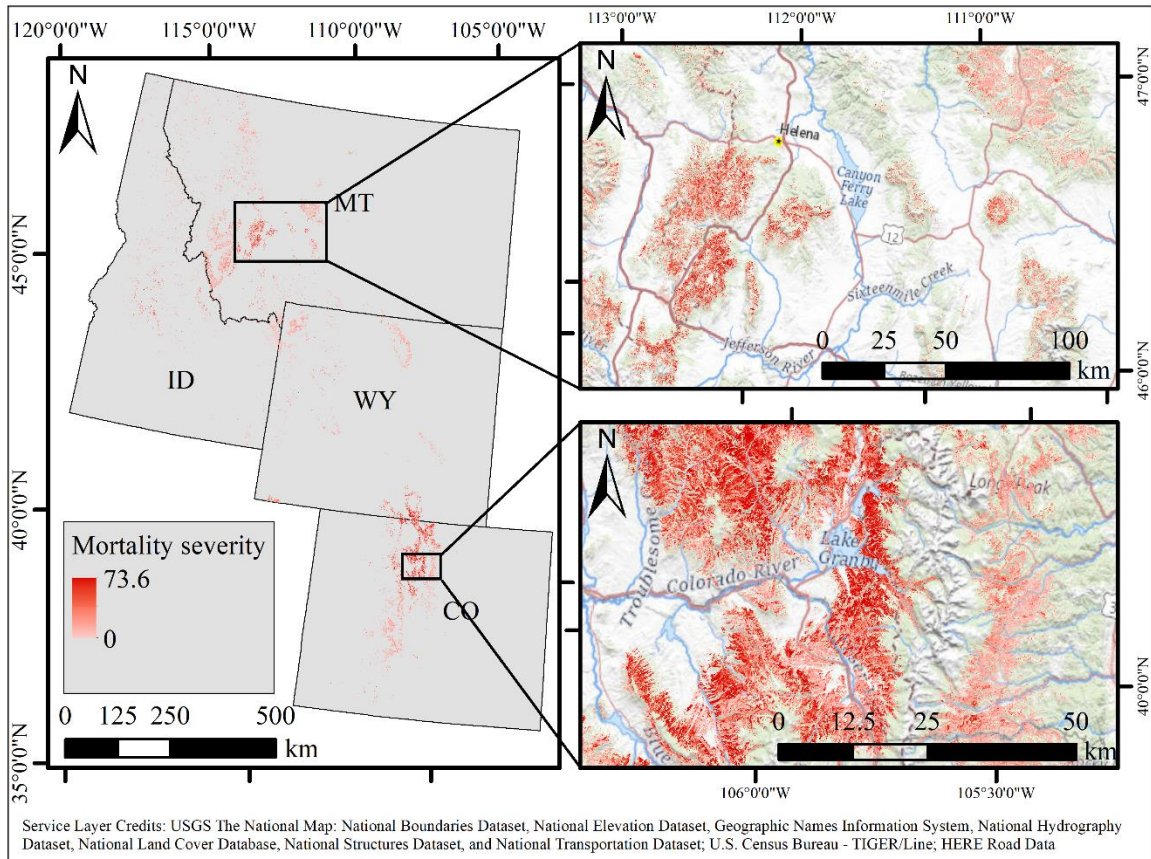 120°0'0"W 115°0'0"W 110°0'0"W 105°0'0"W
113°0'0"W 112°0'0"W 111°0'0"W
N
MT
ID
WY
CO
45°0'0"N
40°0'0"N
35°0'0"N
Mortality severity
73.6
0
0 125 250 500
km
N
Helena
Canyon
Ferry
Lake
12
Sixteenmile Creek
Jefferson River
0 25 50 100
km
47°0'0"N
46°0'0"N
N
Troublesome
Colorado River
Lake
Granby
Blue
0 12.5 25 50
km
40°0'0"N
106°0'0"W 105°30'0"W
Service Layer Credits: USGS The National Map: National Boundaries Dataset, National Elevation Dataset, Geographic Names Information System, National Hydrography
Dataset, National Land Cover Database, National Structures Dataset, and National Transportation Dataset; U.S. Census Bureau - TIGER/Line; HERE Road Data